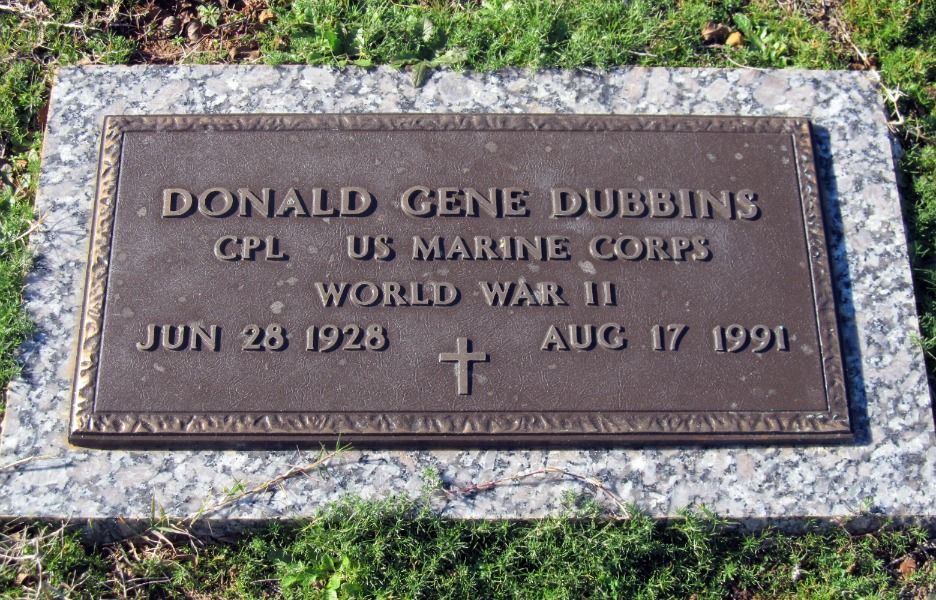 DONALD GENE DUBBINS
CPL US MARINE CORPS
WORLD WAR II
JUN 28 1928 AUG 17 1991